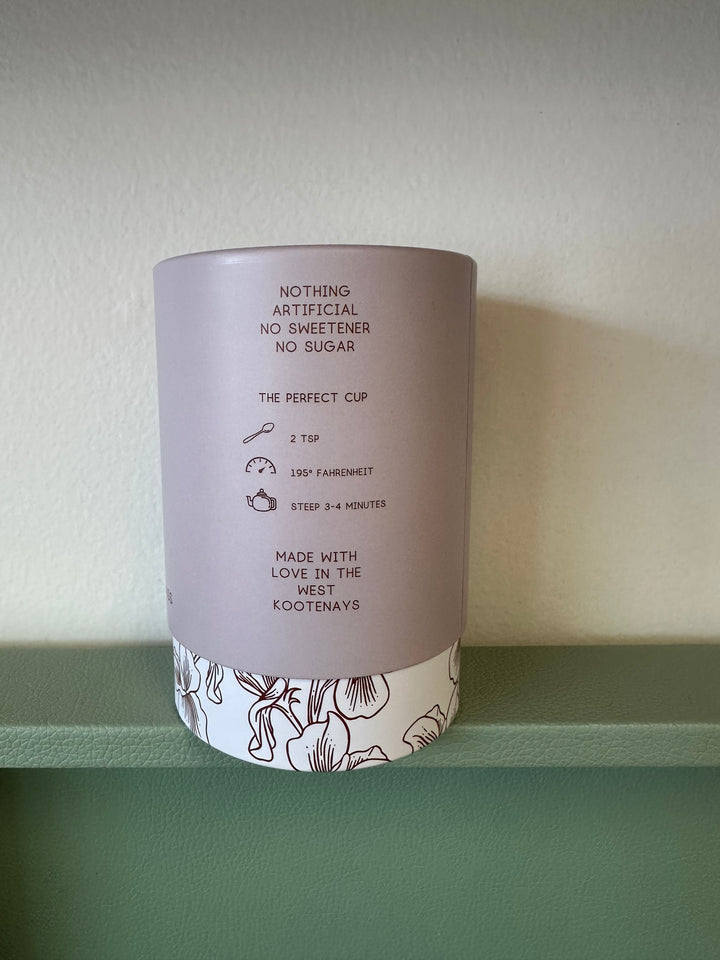 NOTHING
ARTIFICIAL
NO SWEETENER
NO SUGAR
THE PERFECT CUP
2 TSP
195° FAHRENHEIT
STEEP 3-4 MINUTES
MADE WITH
LOVE IN THE
WEST
KOOTENAYS